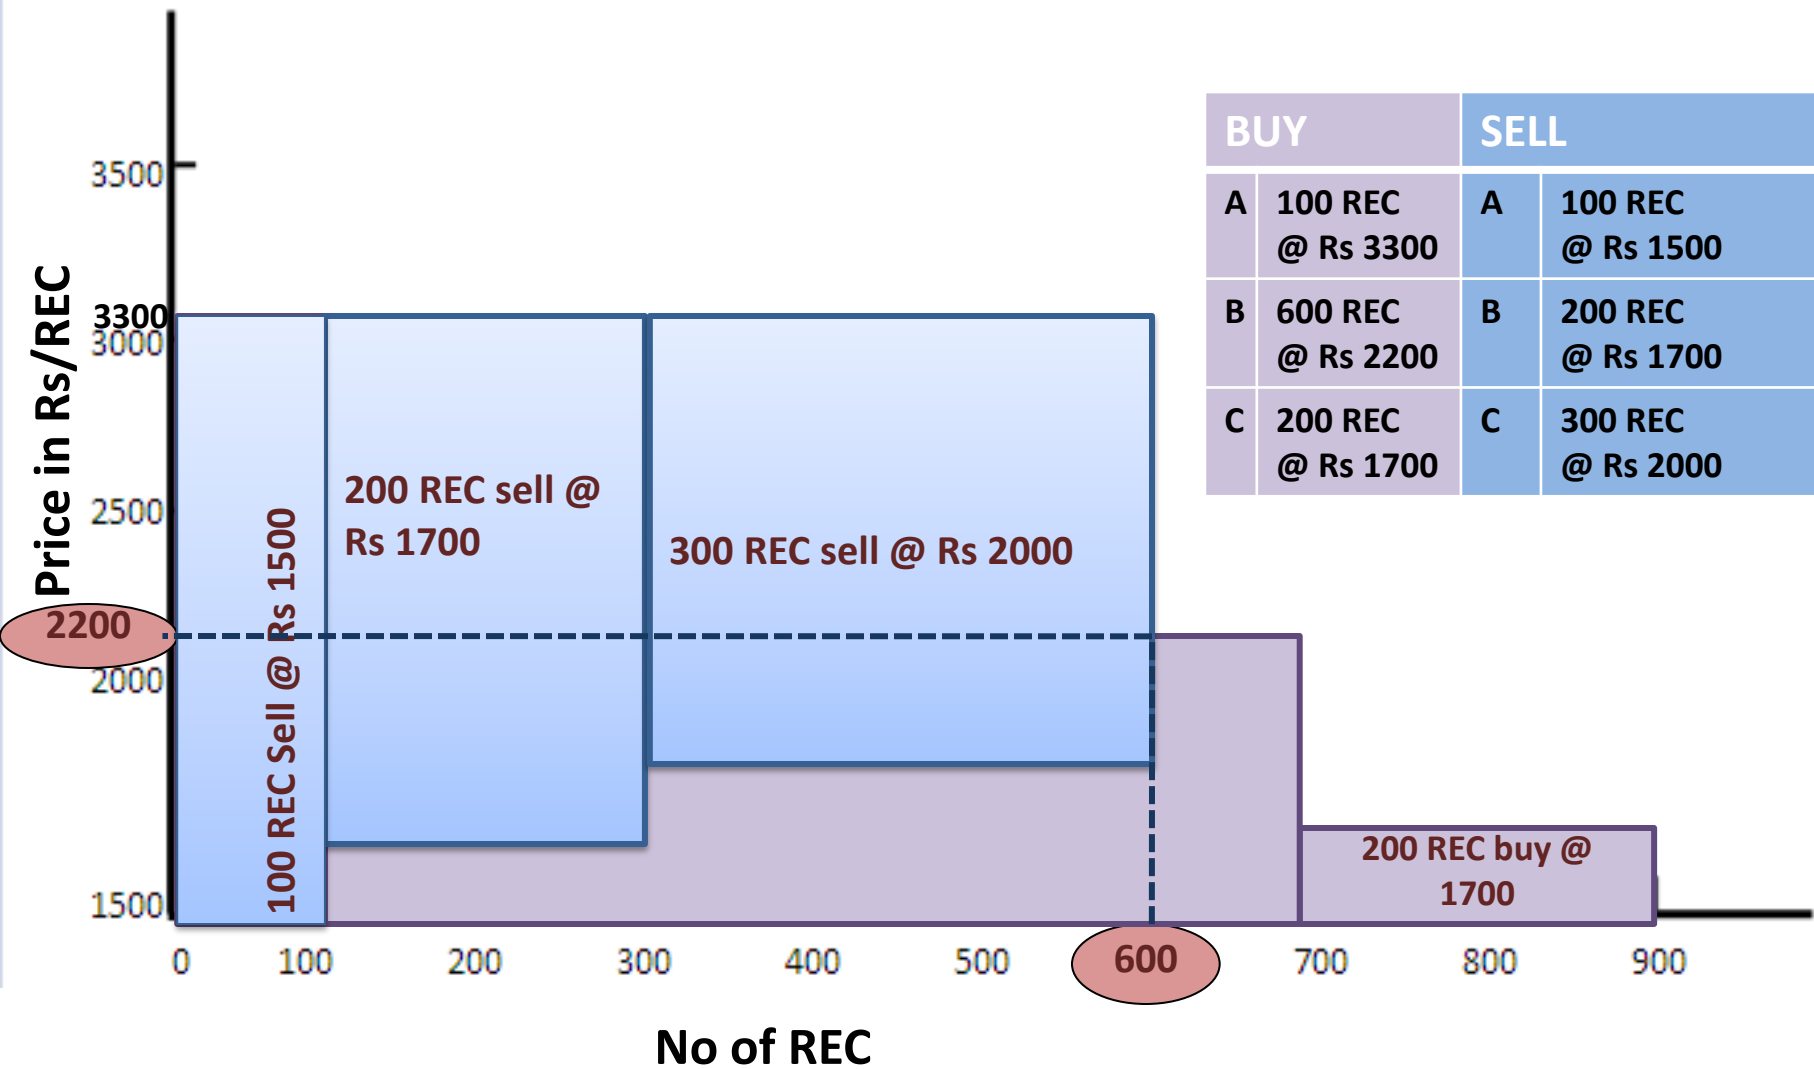 BUY
SELL
A
100 REC
@ Rs 3300
A
100 REC
@ Rs 1500
B
600 REC
@ Rs 2200
B
200 REC
@ Rs 1700
C
200 REC
@ Rs 1700
C
300 REC
@ Rs 2000
Price in Rs/REC
3500
3300
3000
2500
2200
2000
1500
100 REC Sell @ Rs 1500
200 REC sell @
Rs 1700
300 REC sell @ Rs 2000
200 REC buy @
1700
0 100 200 300 400 500 600 700 800 900
No of REC